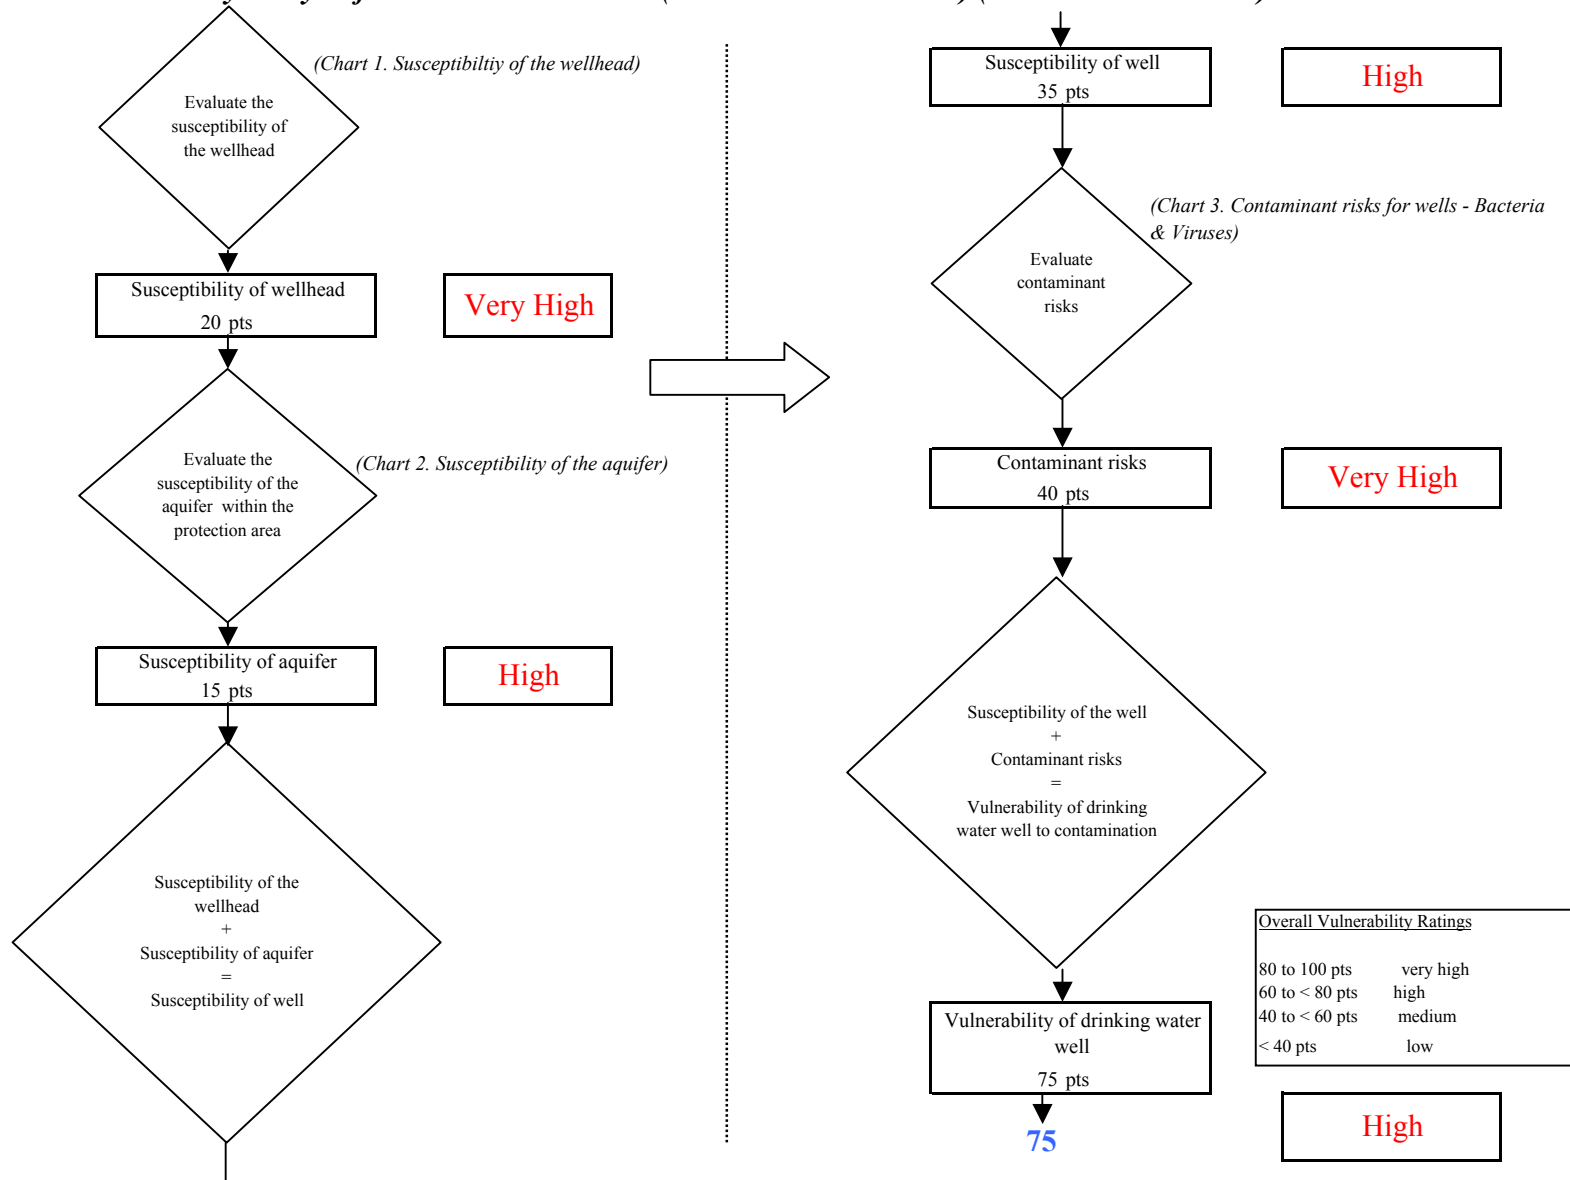 (Chart 1. Susceptibiltiy of the wellhead)
Evaluate the
susceptibility of
the wellhead
Susceptibility of wellhead
20 pts
Very High
Evaluate the
susceptibility of the
aquifer within the
protection area
(Chart 2. Susceptibility of the aquifer)
Susceptibility of aquifer
15 pts
High
Susceptibility of the
wellhead
+
Susceptibility of aquifer
=
Susceptibility of well
Susceptibility of well
35 pts
High
(Chart 3. Contaminant risks for wells - Bacteria
& Viruses)
Evaluate
contaminant
risks
Contaminant risks
40 pts
Very High
Susceptibility of the well
+
Contaminant risks
=
Vulnerability of drinking
water well to contamination
Overall Vulnerability Ratings
80 to 100 pts very high
60 to < 80 pts high
40 to < 60 pts medium
< 40 pts low
Vulnerability of drinking water
well
75 pts
75
High